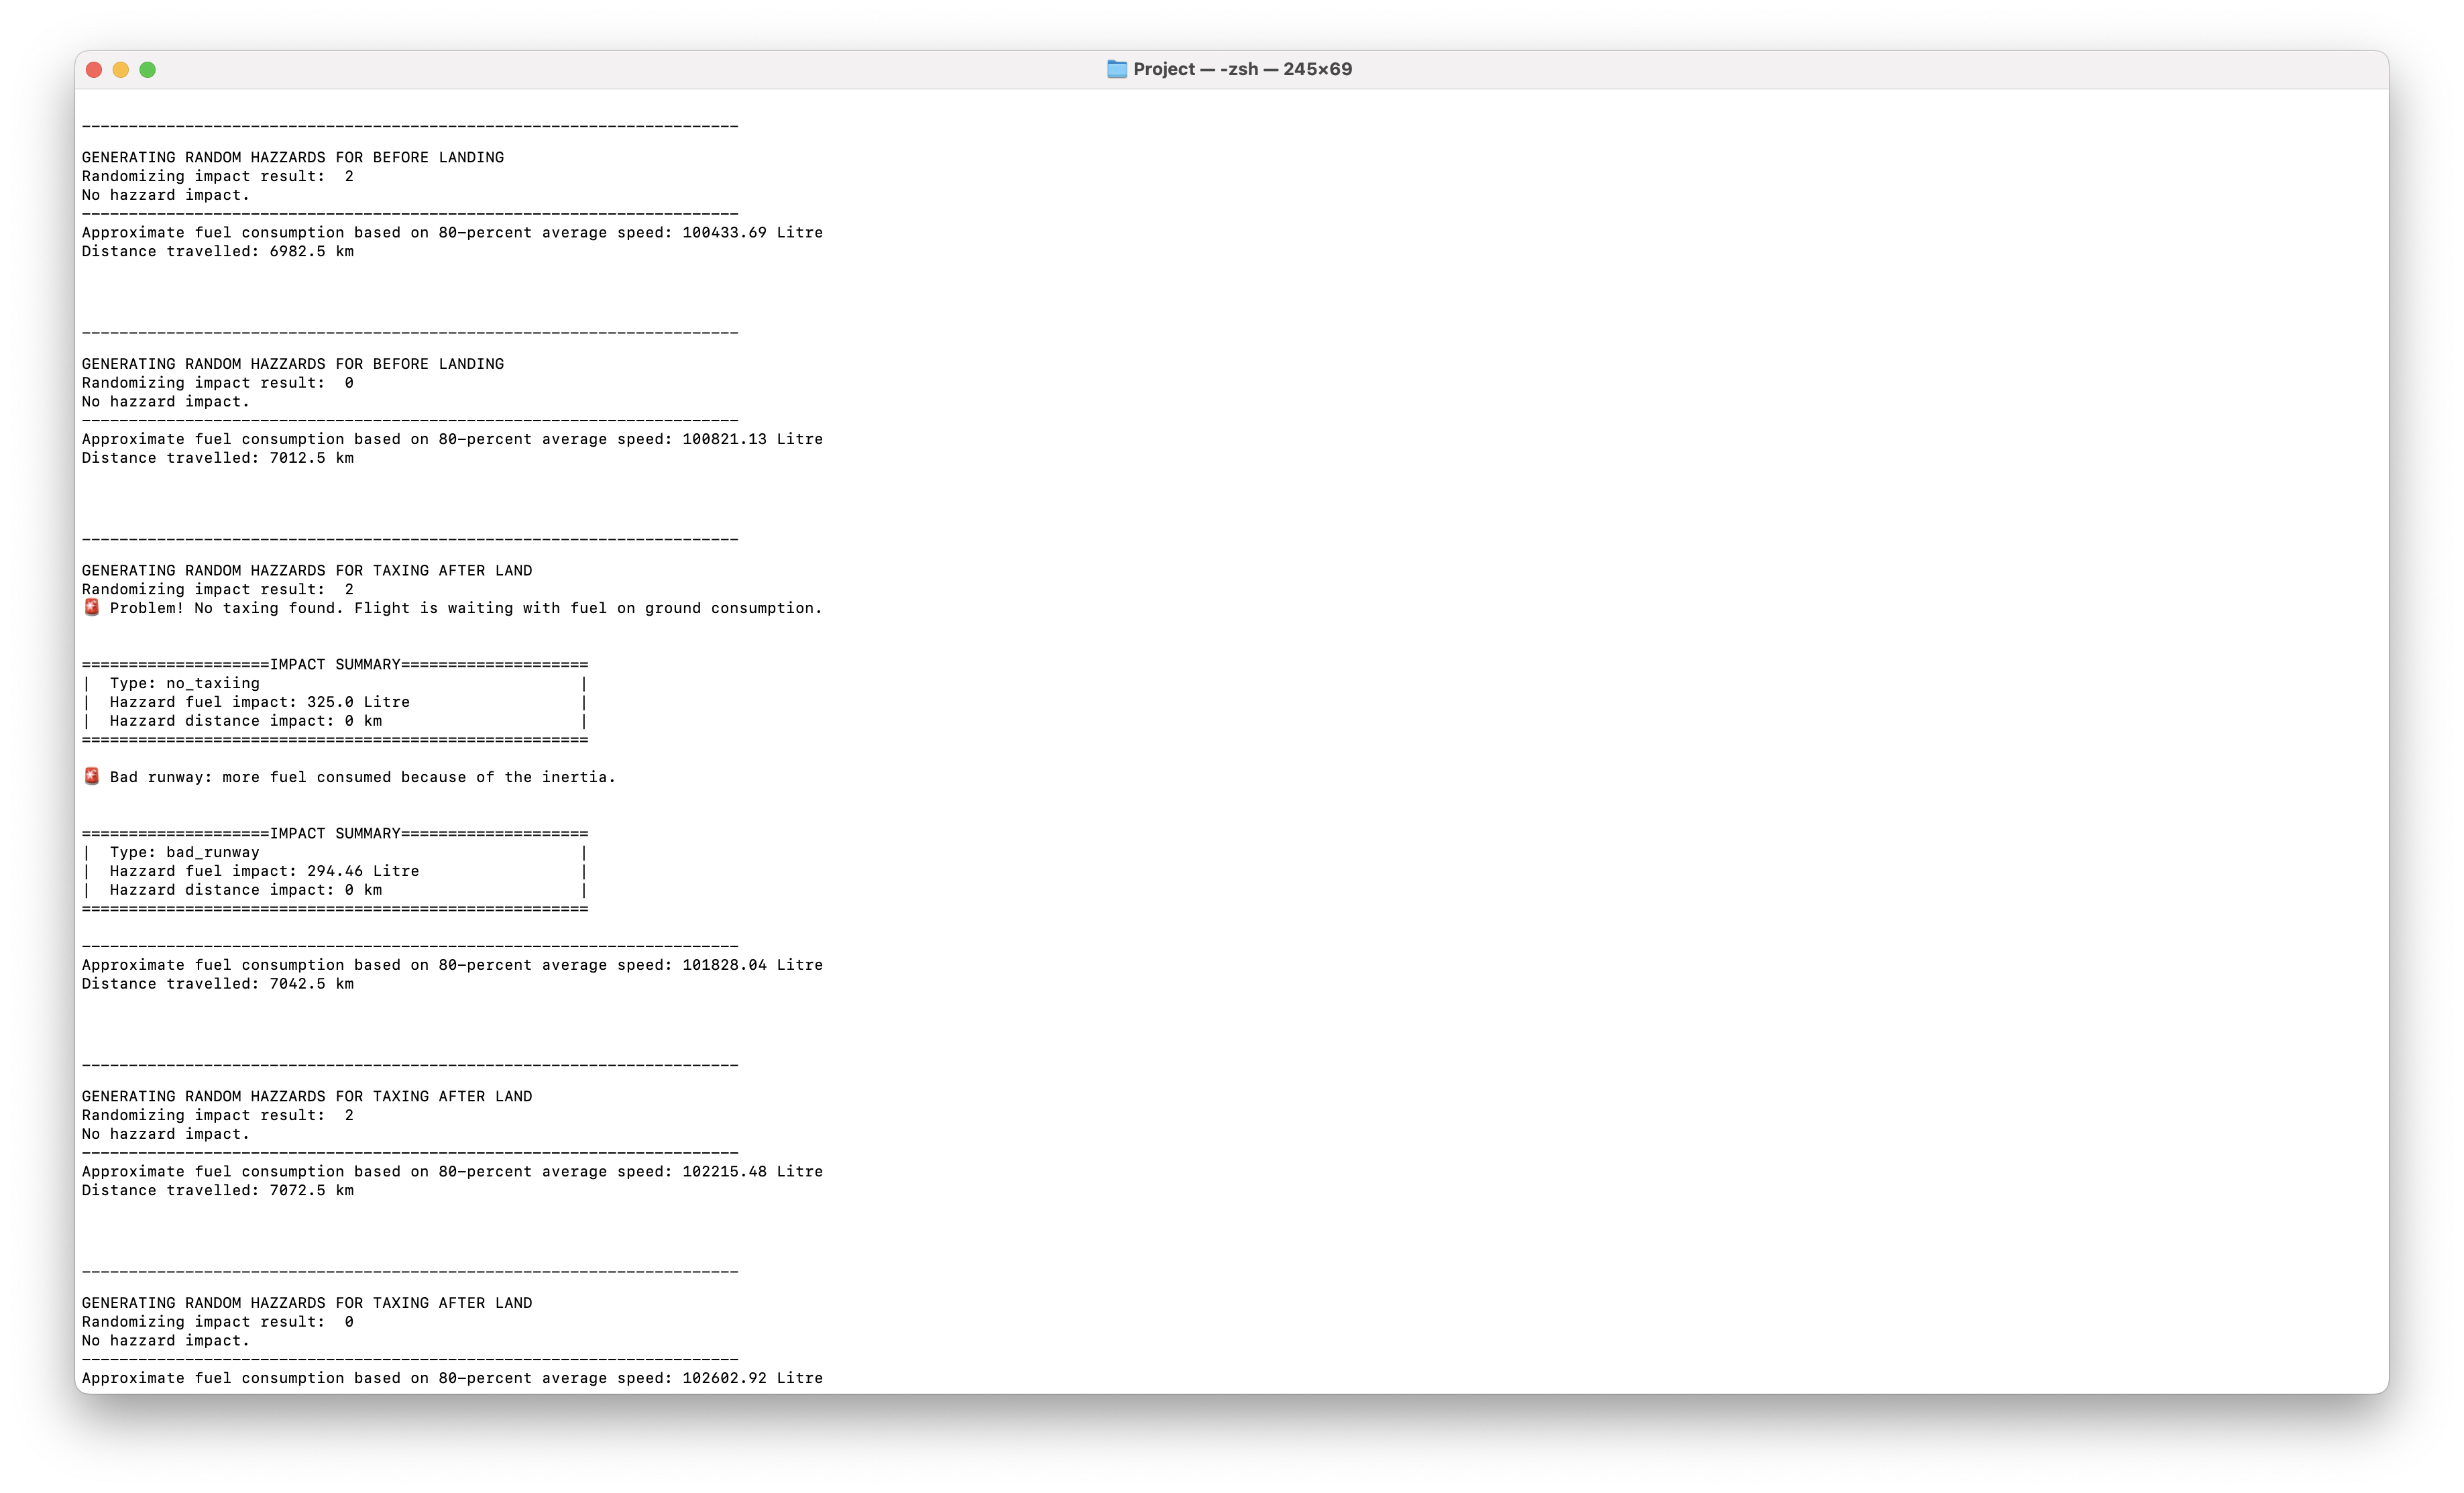 Project — -zsh — 245×69
----------------------------------------------------------------------
GENERATING RANDOM HAZZARDS FOR BEFORE LANDING
Randomizing impact result:  2
No hazzard impact.
----------------------------------------------------------------------
Approximate fuel consumption based on 80-percent average speed: 100433.69 Litre
Distance travelled: 6982.5 km
----------------------------------------------------------------------
GENERATING RANDOM HAZZARDS FOR BEFORE LANDING
Randomizing impact result:  0
No hazzard impact.
----------------------------------------------------------------------
Approximate fuel consumption based on 80-percent average speed: 100821.13 Litre
Distance travelled: 7012.5 km
----------------------------------------------------------------------
GENERATING RANDOM HAZZARDS FOR TAXING AFTER LAND
Randomizing impact result:  2
🚨 Problem! No taxing found. Flight is waiting with fuel on ground consumption.
====================IMPACT SUMMARY====================
|  Type: no_taxiing                                  |
|  Hazzard fuel impact: 325.0 Litre                  |
|  Hazzard distance impact: 0 km                     |
======================================================
🚨 Bad runway: more fuel consumed because of the inertia.
====================IMPACT SUMMARY====================
|  Type: bad_runway                                  |
|  Hazzard fuel impact: 294.46 Litre                 |
|  Hazzard distance impact: 0 km                     |
======================================================
----------------------------------------------------------------------
Approximate fuel consumption based on 80-percent average speed: 101828.04 Litre
Distance travelled: 7042.5 km
----------------------------------------------------------------------
GENERATING RANDOM HAZZARDS FOR TAXING AFTER LAND
Randomizing impact result:  2
No hazzard impact.
----------------------------------------------------------------------
Approximate fuel consumption based on 80-percent average speed: 102215.48 Litre
Distance travelled: 7072.5 km
----------------------------------------------------------------------
GENERATING RANDOM HAZZARDS FOR TAXING AFTER LAND
Randomizing impact result:  0
No hazzard impact.
----------------------------------------------------------------------
Approximate fuel consumption based on 80-percent average speed: 102602.92 Litre